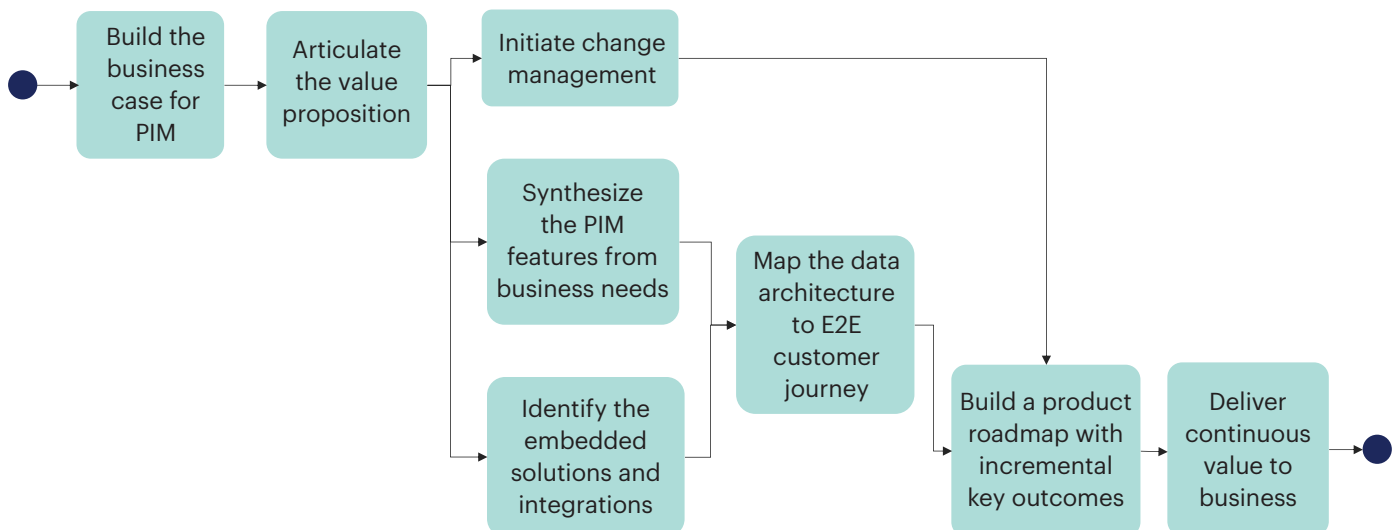 Build the
business
case for
PIM
Articulate
the value
proposition
Initiate change
management
Synthesize
the PIM
features from
business needs
Identify the
embedded
solutions and
integrations
Map the data
architecture
to E2E
customer
journey
Build a product
roadmap with
incremental
key outcomes
Deliver
continuous
value to
business